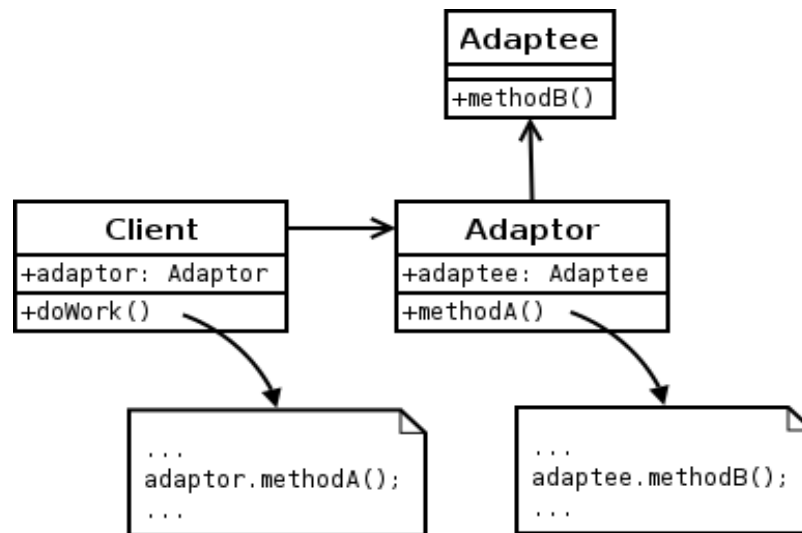 Adaptee
+methodB()
Client
+adaptor: Adaptor
+doWork()
Adaptor
+adaptee: Adaptee
+methodA()
...
adaptor.methodA();
...
...
adaptee.methodB();
...